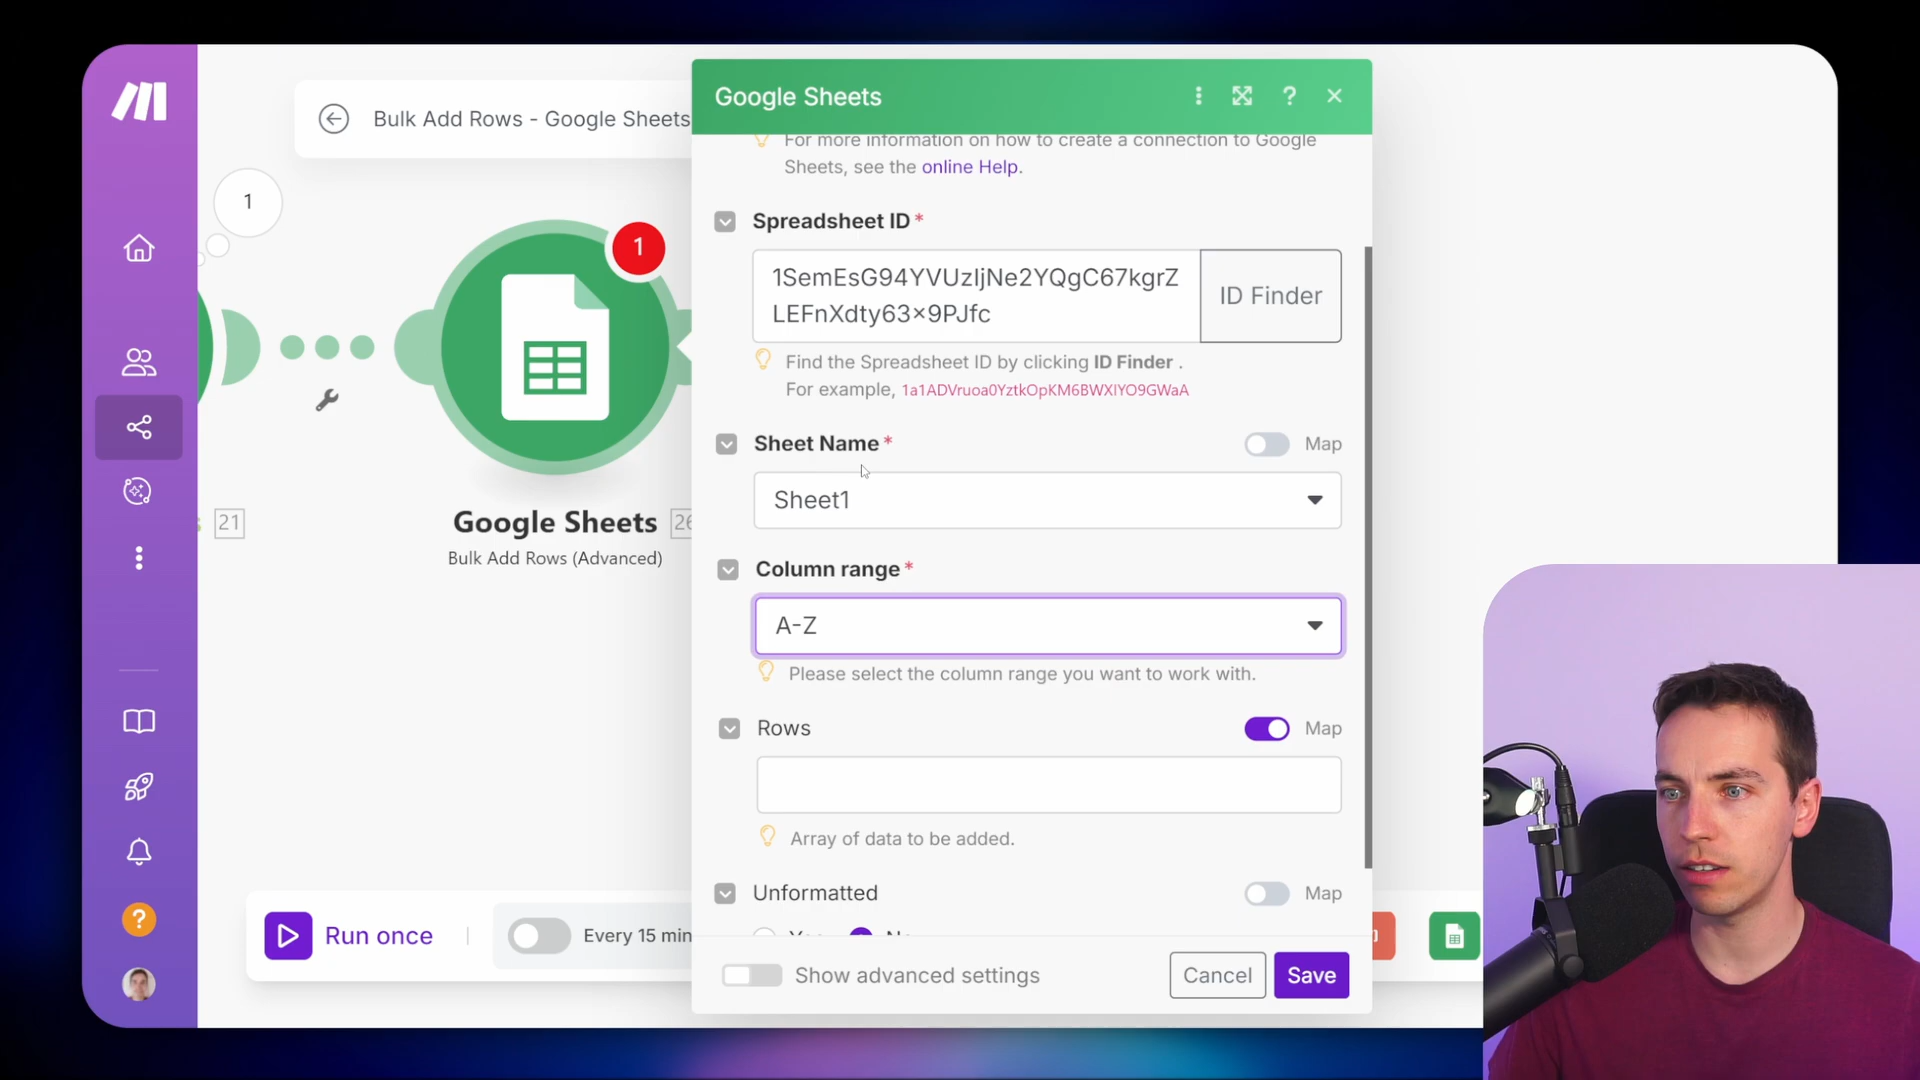 Bulk Add Rows - Google Sheets
1
1
Google Sheets
Bulk Add Rows (Advanced)
21
Run once
Every 15 min
Google Sheets
?
For more information on how to create a connection to Google
Sheets, see the online Help.
Spreadsheet ID *
1SemEsG94YVUzIjNe2YQgC67kgrZ
LEFnXdty63×9PJfc
ID Finder
Find the Spreadsheet ID by clicking ID Finder .
For example, 1a1ADVruoa0YztkOpKM6BWXIYO9GWaA
Sheet Name *
Map
Sheet1
Column range *
A-Z
Please select the column range you want to work with.
Rows
Map
Array of data to be added.
Unformatted
Map
Show advanced settings
Cancel
Save
?